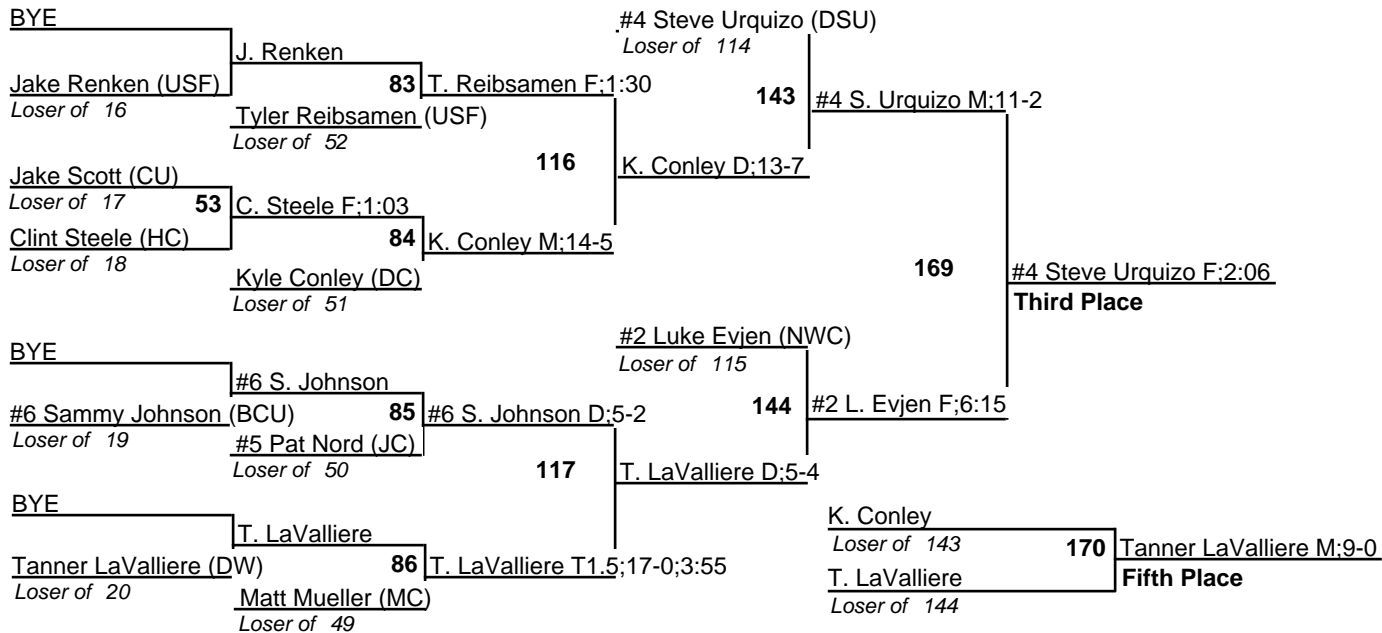 BYE
J. Renken
Jake Renken (USF)
Loser of 16
83
T. Reibsamen F;1:30
Tyler Reibsamen (USF)
Loser of 52
Jake Scott (CU)
Loser of 17
53
C. Steele F;1:03
Clint Steele (HC)
Loser of 18
84
K. Conley M;14-5
Kyle Conley (DC)
Loser of 51
116
#4 Steve Urquizo (DSU)
Loser of 114
143
#4 S. Urquizo M;11-2
K. Conley D;13-7
169
#4 Steve Urquizo F;2:06
Third Place
BYE
#6 S. Johnson
#6 Sammy Johnson (BCU)
Loser of 19
85
#6 S. Johnson D;5-2
#5 Pat Nord (JC)
Loser of 50
117
BYE
T. LaValliere
Tanner LaValliere (DW)
Loser of 20
86
T. LaValliere T1.5;17-0;3:55
Matt Mueller (MC)
Loser of 49
#2 Luke Evjen (NWC)
Loser of 115
144
#2 L. Evjen F;6:15
T. LaValliere D;5-4
K. Conley
Loser of 143
170
Tanner LaValliere M;9-0
Fifth Place
T. LaValliere
Loser of 144